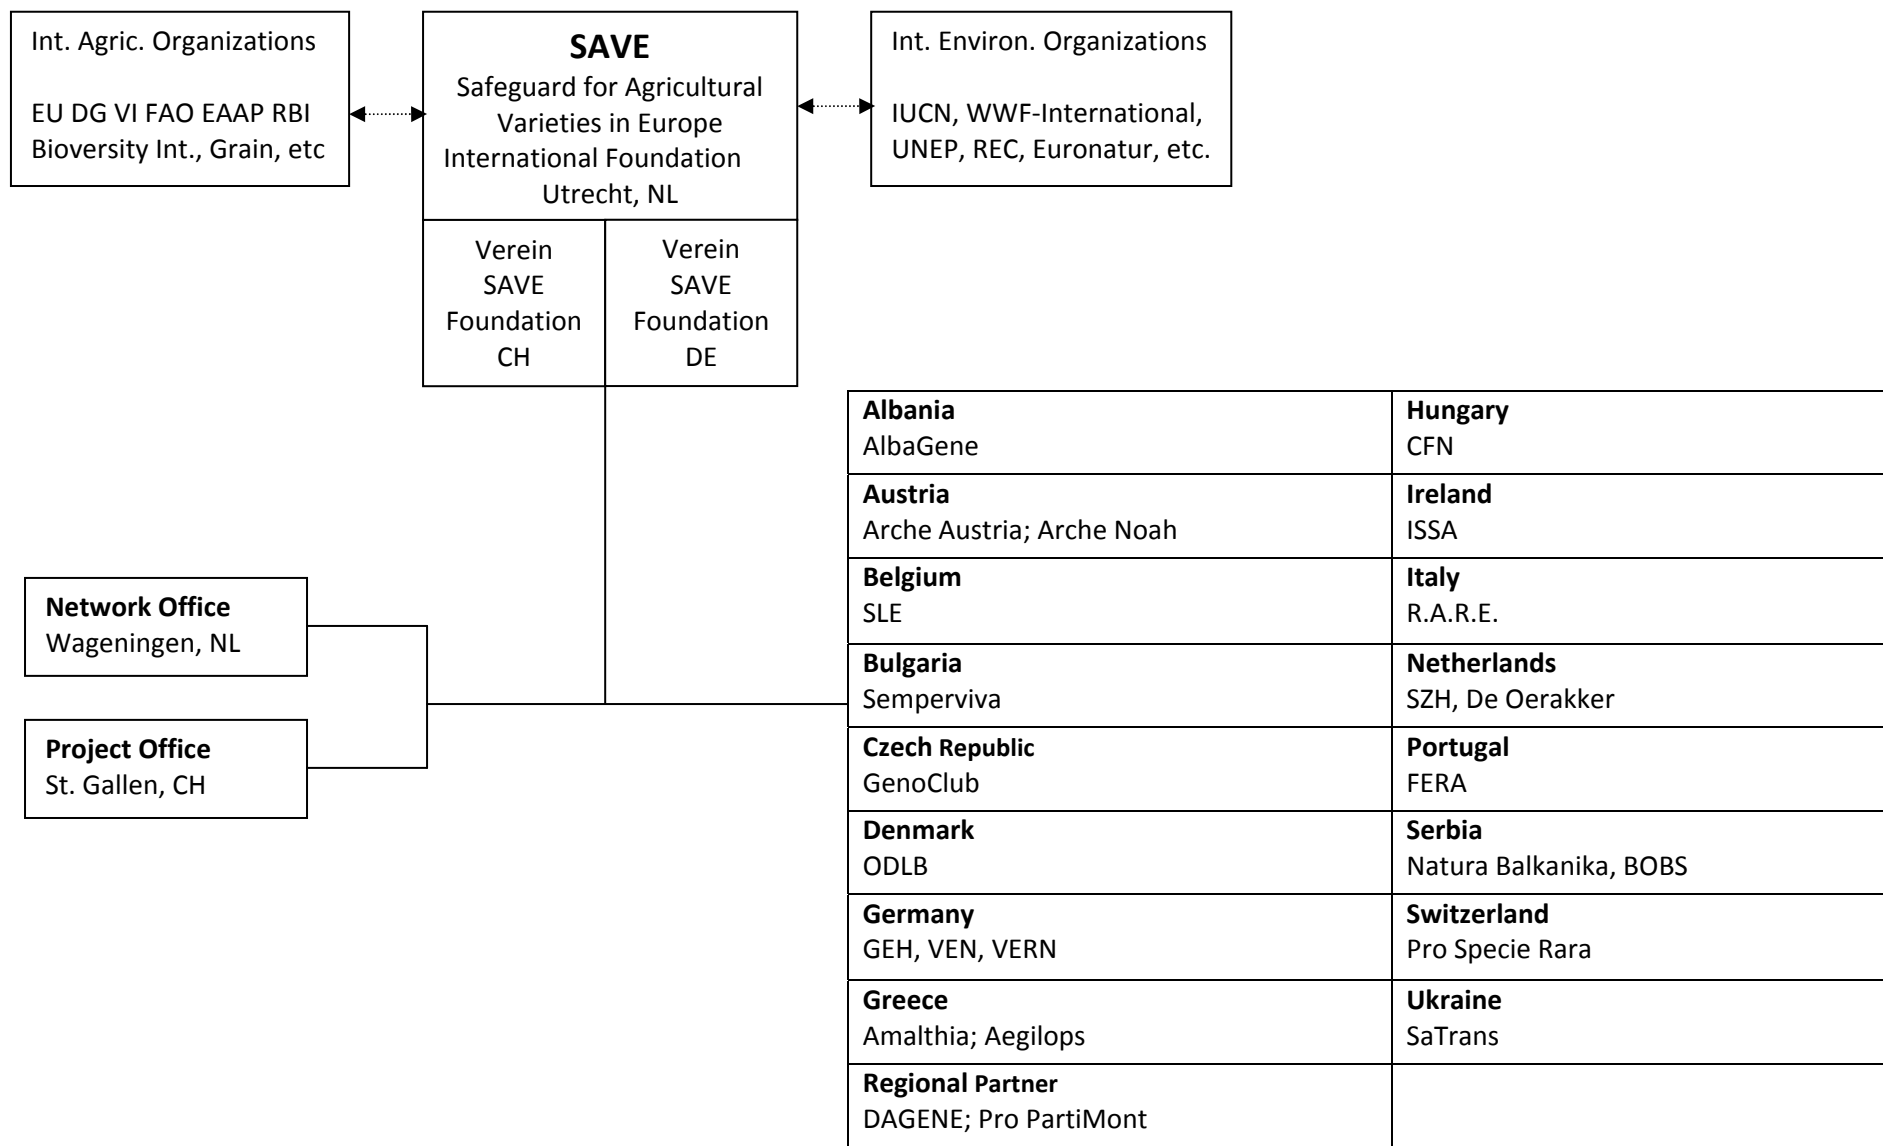 Int. Agric. Organizations
EU DG VI FAO EAAP RBI
Bioversity Int., Grain, etc
SAVE
Safeguard for Agricultural
Varieties in Europe
International Foundation
Utrecht, NL
Int. Environ. Organizations
IUCN, WWF-International,
UNEP, REC, Euronatur, etc.
Verein
SAVE
Foundation
CH
Verein
SAVE
Foundation
DE
Network Office
Wageningen, NL
Project Office
St. Gallen, CH
Albania
AlbaGene
Hungary
CFN
Austria
Arche Austria; Arche Noah
Ireland
ISSA
Belgium
SLE
Italy
R.A.R.E.
Bulgaria
Semperviva
Netherlands
SZH, De Oerakker
Czech Republic
GenoClub
Portugal
FERA
Denmark
ODLB
Serbia
Natura Balkanika, BOBS
Germany
GEH, VEN, VERN
Switzerland
Pro Specie Rara
Greece
Amalthia; Aegilops
Ukraine
SaTrans
Regional Partner
DAGENE; Pro PartiMont